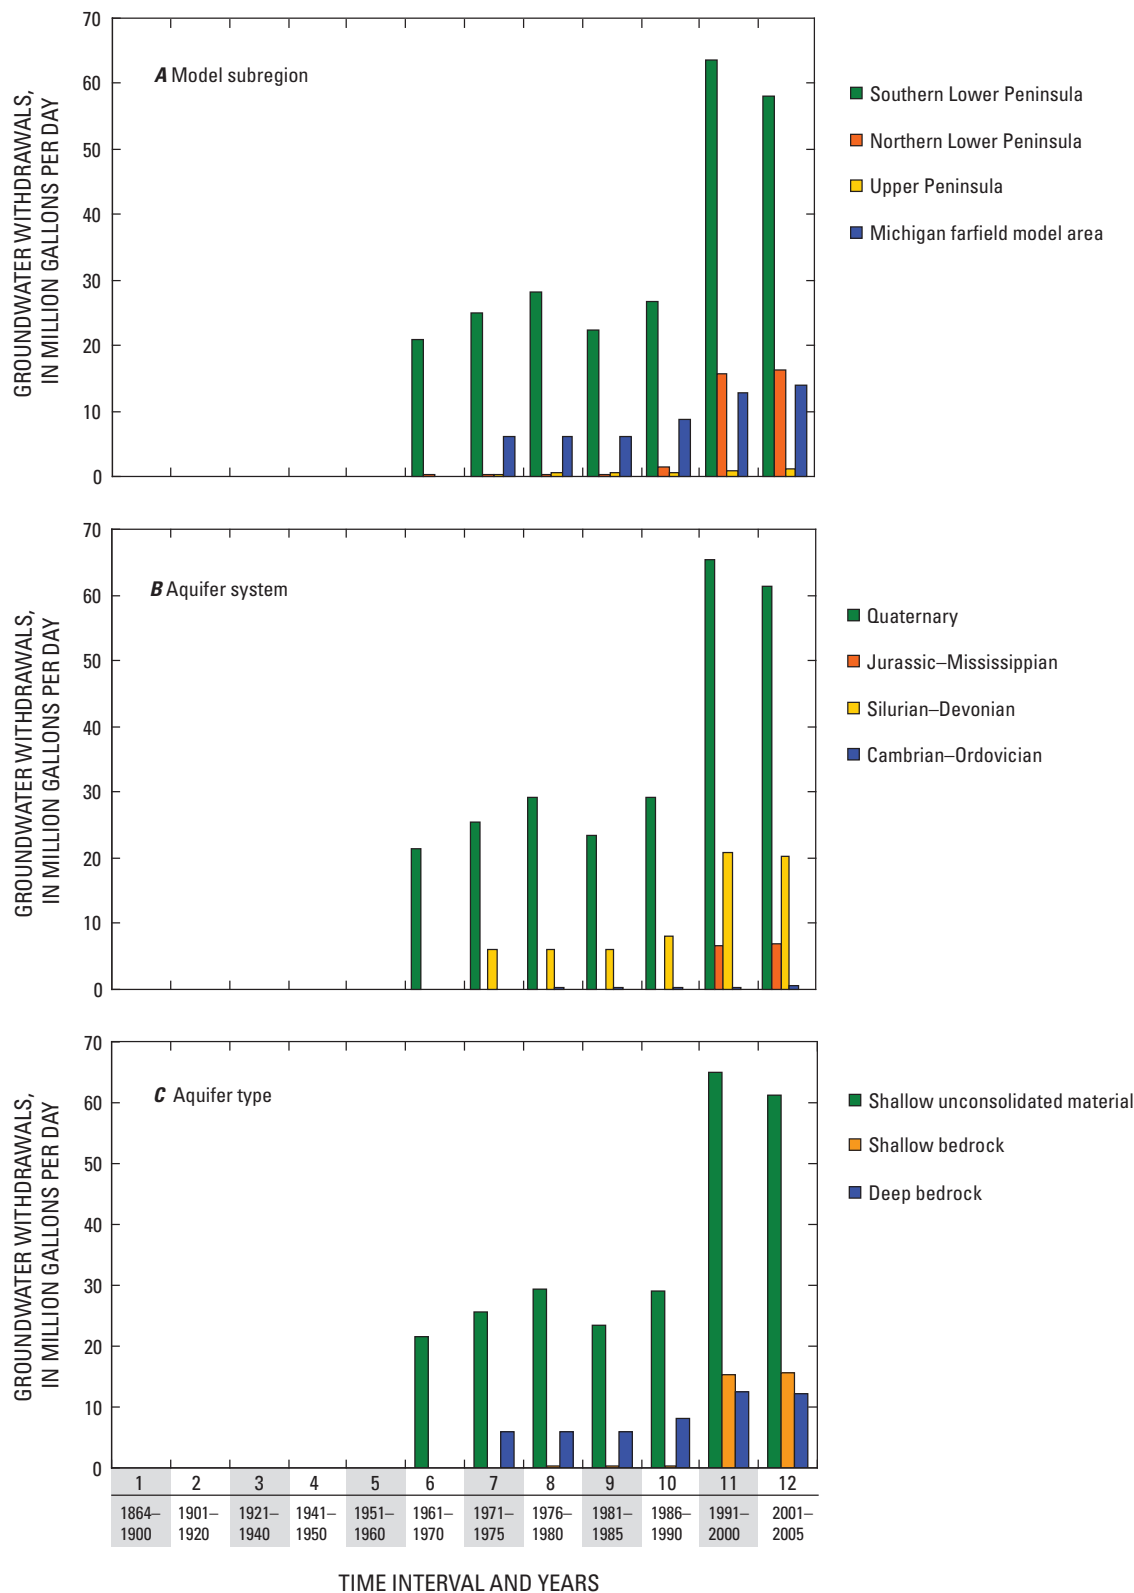 70
60
50
40
30
20
10
0
GROUNDWATER WITHDRAWALS,
IN MILLION GALLONS PER DAY
A Model subregion
Southern Lower Peninsula
Northern Lower Peninsula
Upper Peninsula
Michigan farfield model area
70
60
50
40
30
20
10
0
GROUNDWATER WITHDRAWALS,
IN MILLION GALLONS PER DAY
B Aquifer system
Quaternary
Jurassic–Mississippian
Silurian–Devonian
Cambrian–Ordovician
70
60
50
40
30
20
10
0
GROUNDWATER WITHDRAWALS,
IN MILLION GALLONS PER DAY
C Aquifer type
Shallow unconsolidated material
Shallow bedrock
Deep bedrock
1 2 3 4 5 6 7 8 9 10 11 12
1864– 1901– 1921– 1941– 1951– 1961– 1971– 1976– 1981– 1986– 1991– 2001–
1900 1920 1940 1950 1960 1970 1975 1980 1985 1990 2000 2005
TIME INTERVAL AND YEARS